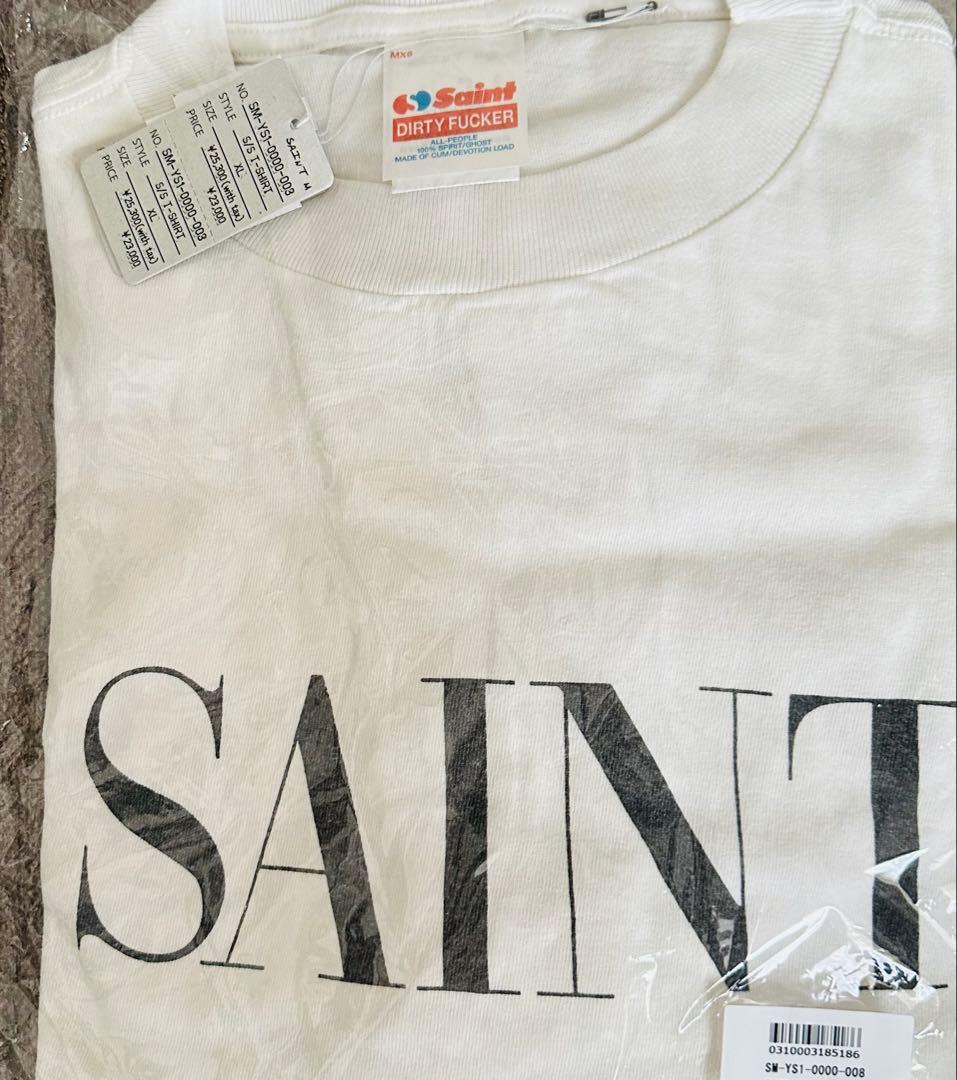 SAINT M
NO. SM-YS1-0000-003
STYLE S/S T-SHIRT
SIZE XL
PRICE ¥25,300(with tax)
¥23,000
NO. SM-YS1-0000-003
STYLE S/S T-SHIRT
SIZE XL
PRICE ¥25,300(with tax)
¥23,000
MX6
Saint
DIRTY FUCKER
ALL-PEOPLE
100% SPIRIT/GHOST
MADE OF CUM/DEVOTION LOAD
SAINT
0310003185186
SM-YS1-0000-008